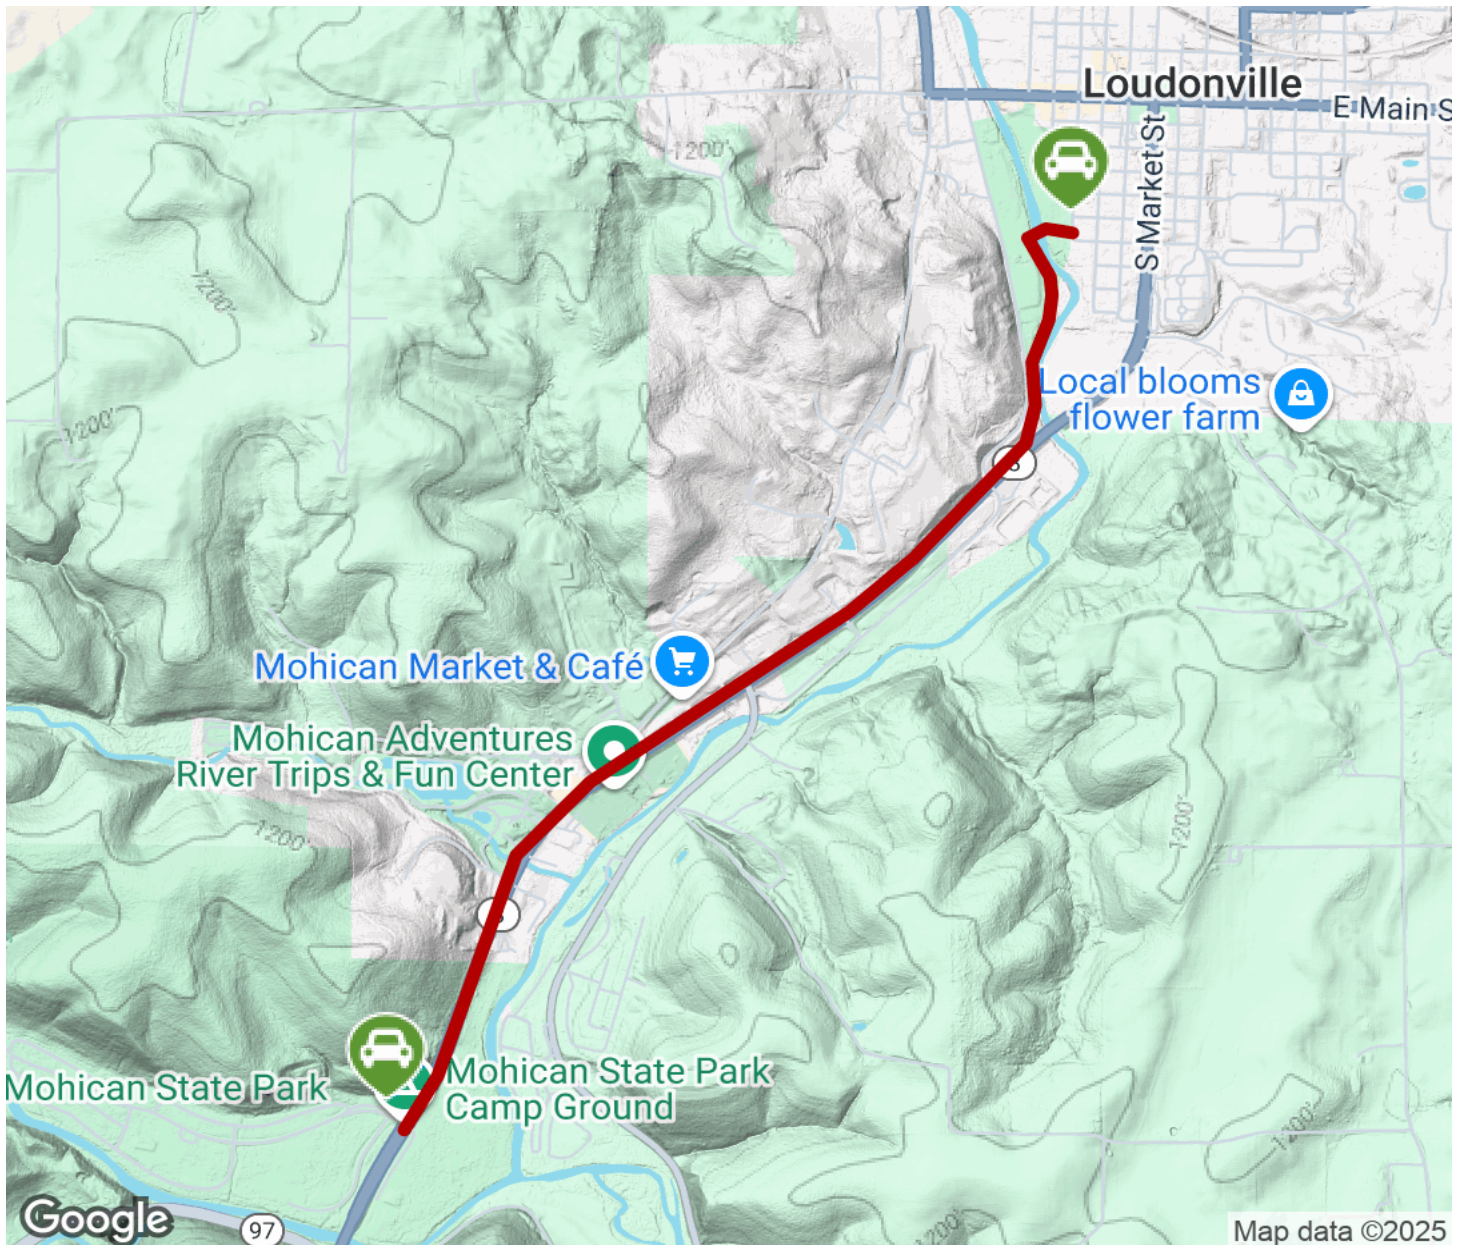 Loudonville
E Main S
1200'
S Market St
1200'
Local blooms
flower farm
1200'
3
Mohican Market & Café
Mohican Adventures
River Trips & Fun Center
1200'
1200'
Mohican State Park
Mohican State Park
Camp Ground
1200'
1200'
Google
97
Map data ©2025